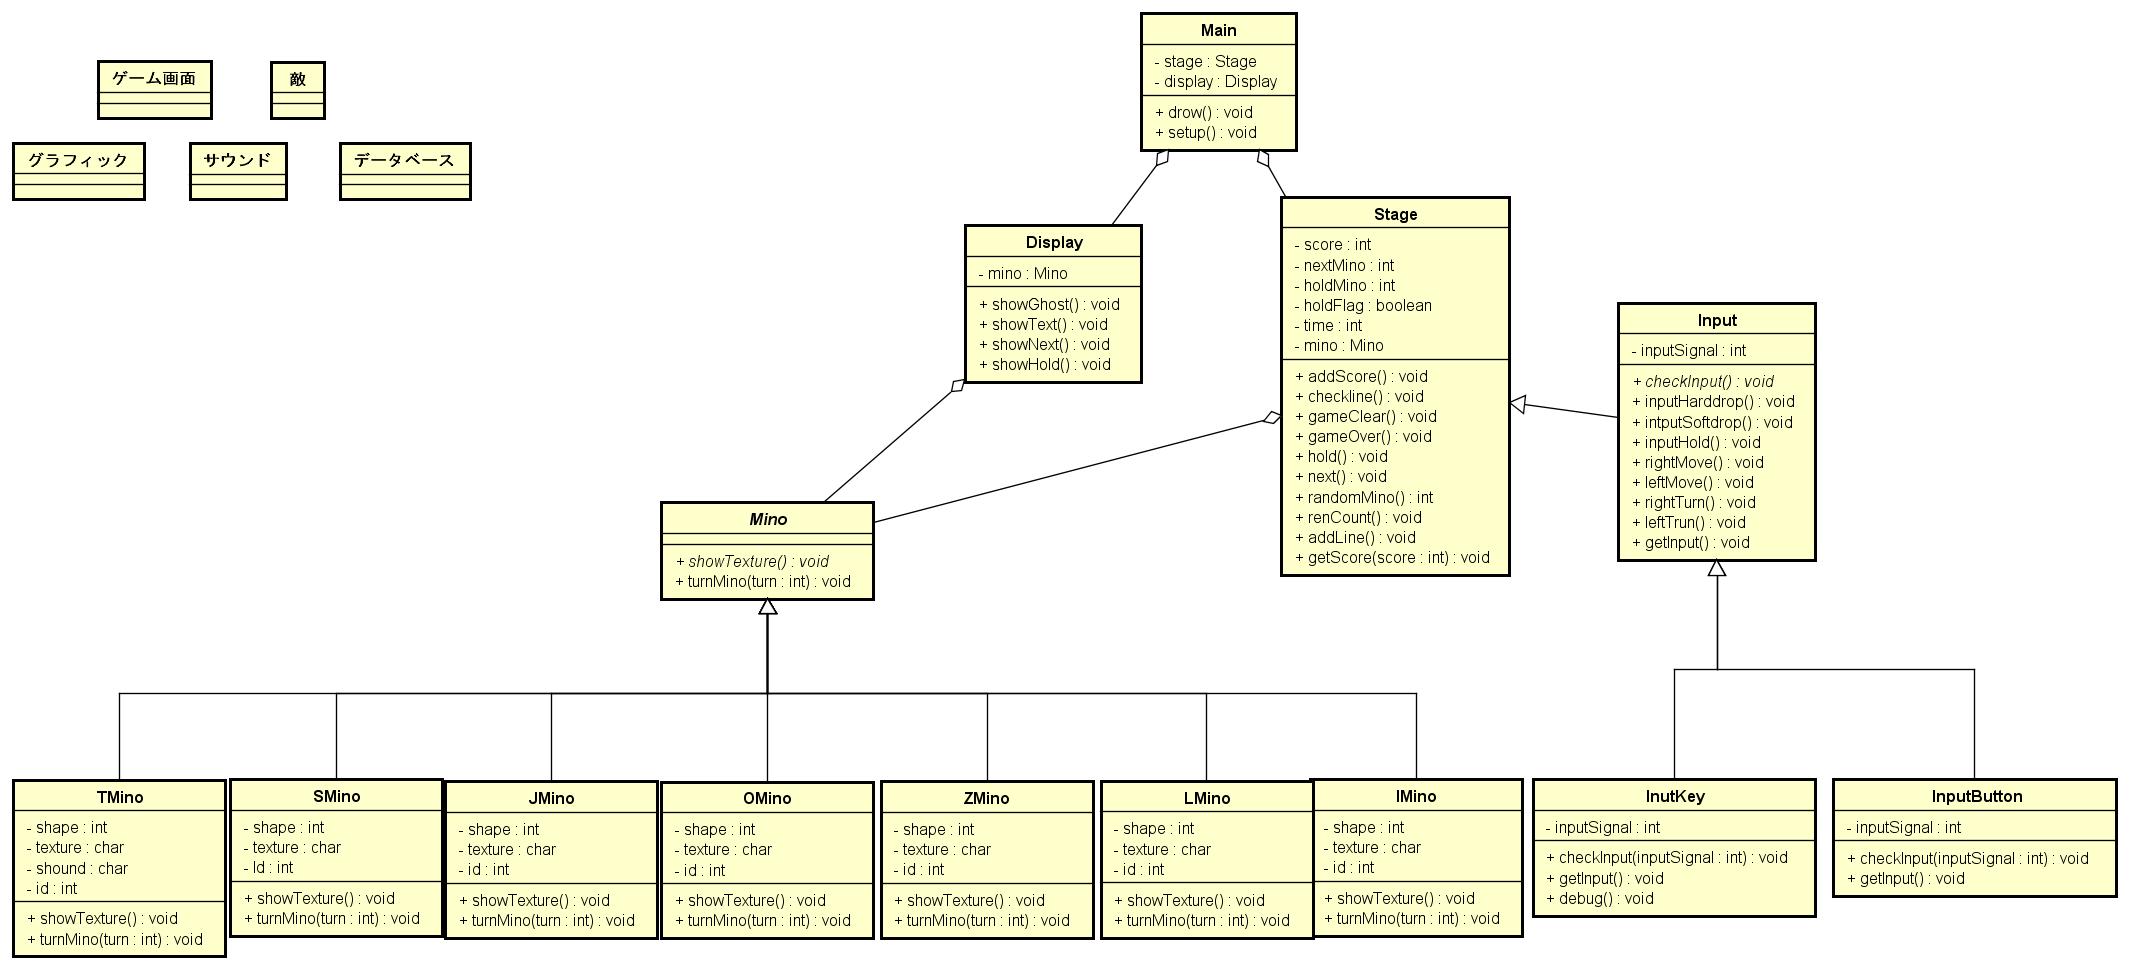 ゲーム画面
敵
グラフィック
サウンド
データベース
Main
- stage : Stage
- display : Display
+ drow() : void
+ setup() : void
Display
- mino : Mino
+ showGhost() : void
+ showText() : void
+ showNext() : void
+ showHold() : void
Stage
- score : int
- nextMino : int
- holdMino : int
- holdFlag : boolean
- time : int
- mino : Mino
+ addScore() : void
+ checkline() : void
+ gameClear() : void
+ gameOver() : void
+ hold() : void
+ next() : void
+ randomMino() : int
+ renCount() : void
+ addLine() : void
+ getScore(score : int) : void
Input
- inputSignal : int
+ checkInput() : void
+ inputHarddrop() : void
+ intputSoftdrop() : void
+ inputHold() : void
+ rightMove() : void
+ leftMove() : void
+ rightTurn() : void
+ leftTrun() : void
+ getInput() : void
Mino
+ showTexture() : void
+ turnMino(turn : int) : void
TMino
- shape : int
- texture : char
- shound : char
- id : int
+ showTexture() : void
+ turnMino(turn : int) : void
SMino
- shape : int
- texture : char
- Id : int
+ showTexture() : void
+ turnMino(turn : int) : void
JMino
- shape : int
- texture : char
- id : int
+ showTexture() : void
+ turnMino(turn : int) : void
OMino
- shape : int
- texture : char
- id : int
+ showTexture() : void
+ turnMino(turn : int) : void
ZMino
- shape : int
- texture : char
- id : int
+ showTexture() : void
+ turnMino(turn : int) : void
LMino
- shape : int
- texture : char
- id : int
+ showTexture() : void
+ turnMino(turn : int) : void
IMino
- shape : int
- texture : char
- id : int
+ showTexture() : void
+ turnMino(turn : int) : void
InutKey
- inputSignal : int
+ checkInput(inputSignal : int) : void
+ getInput() : void
+ debug() : void
InputButton
- inputSignal : int
+ checkInput(inputSignal : int) : void
+ getInput() : void